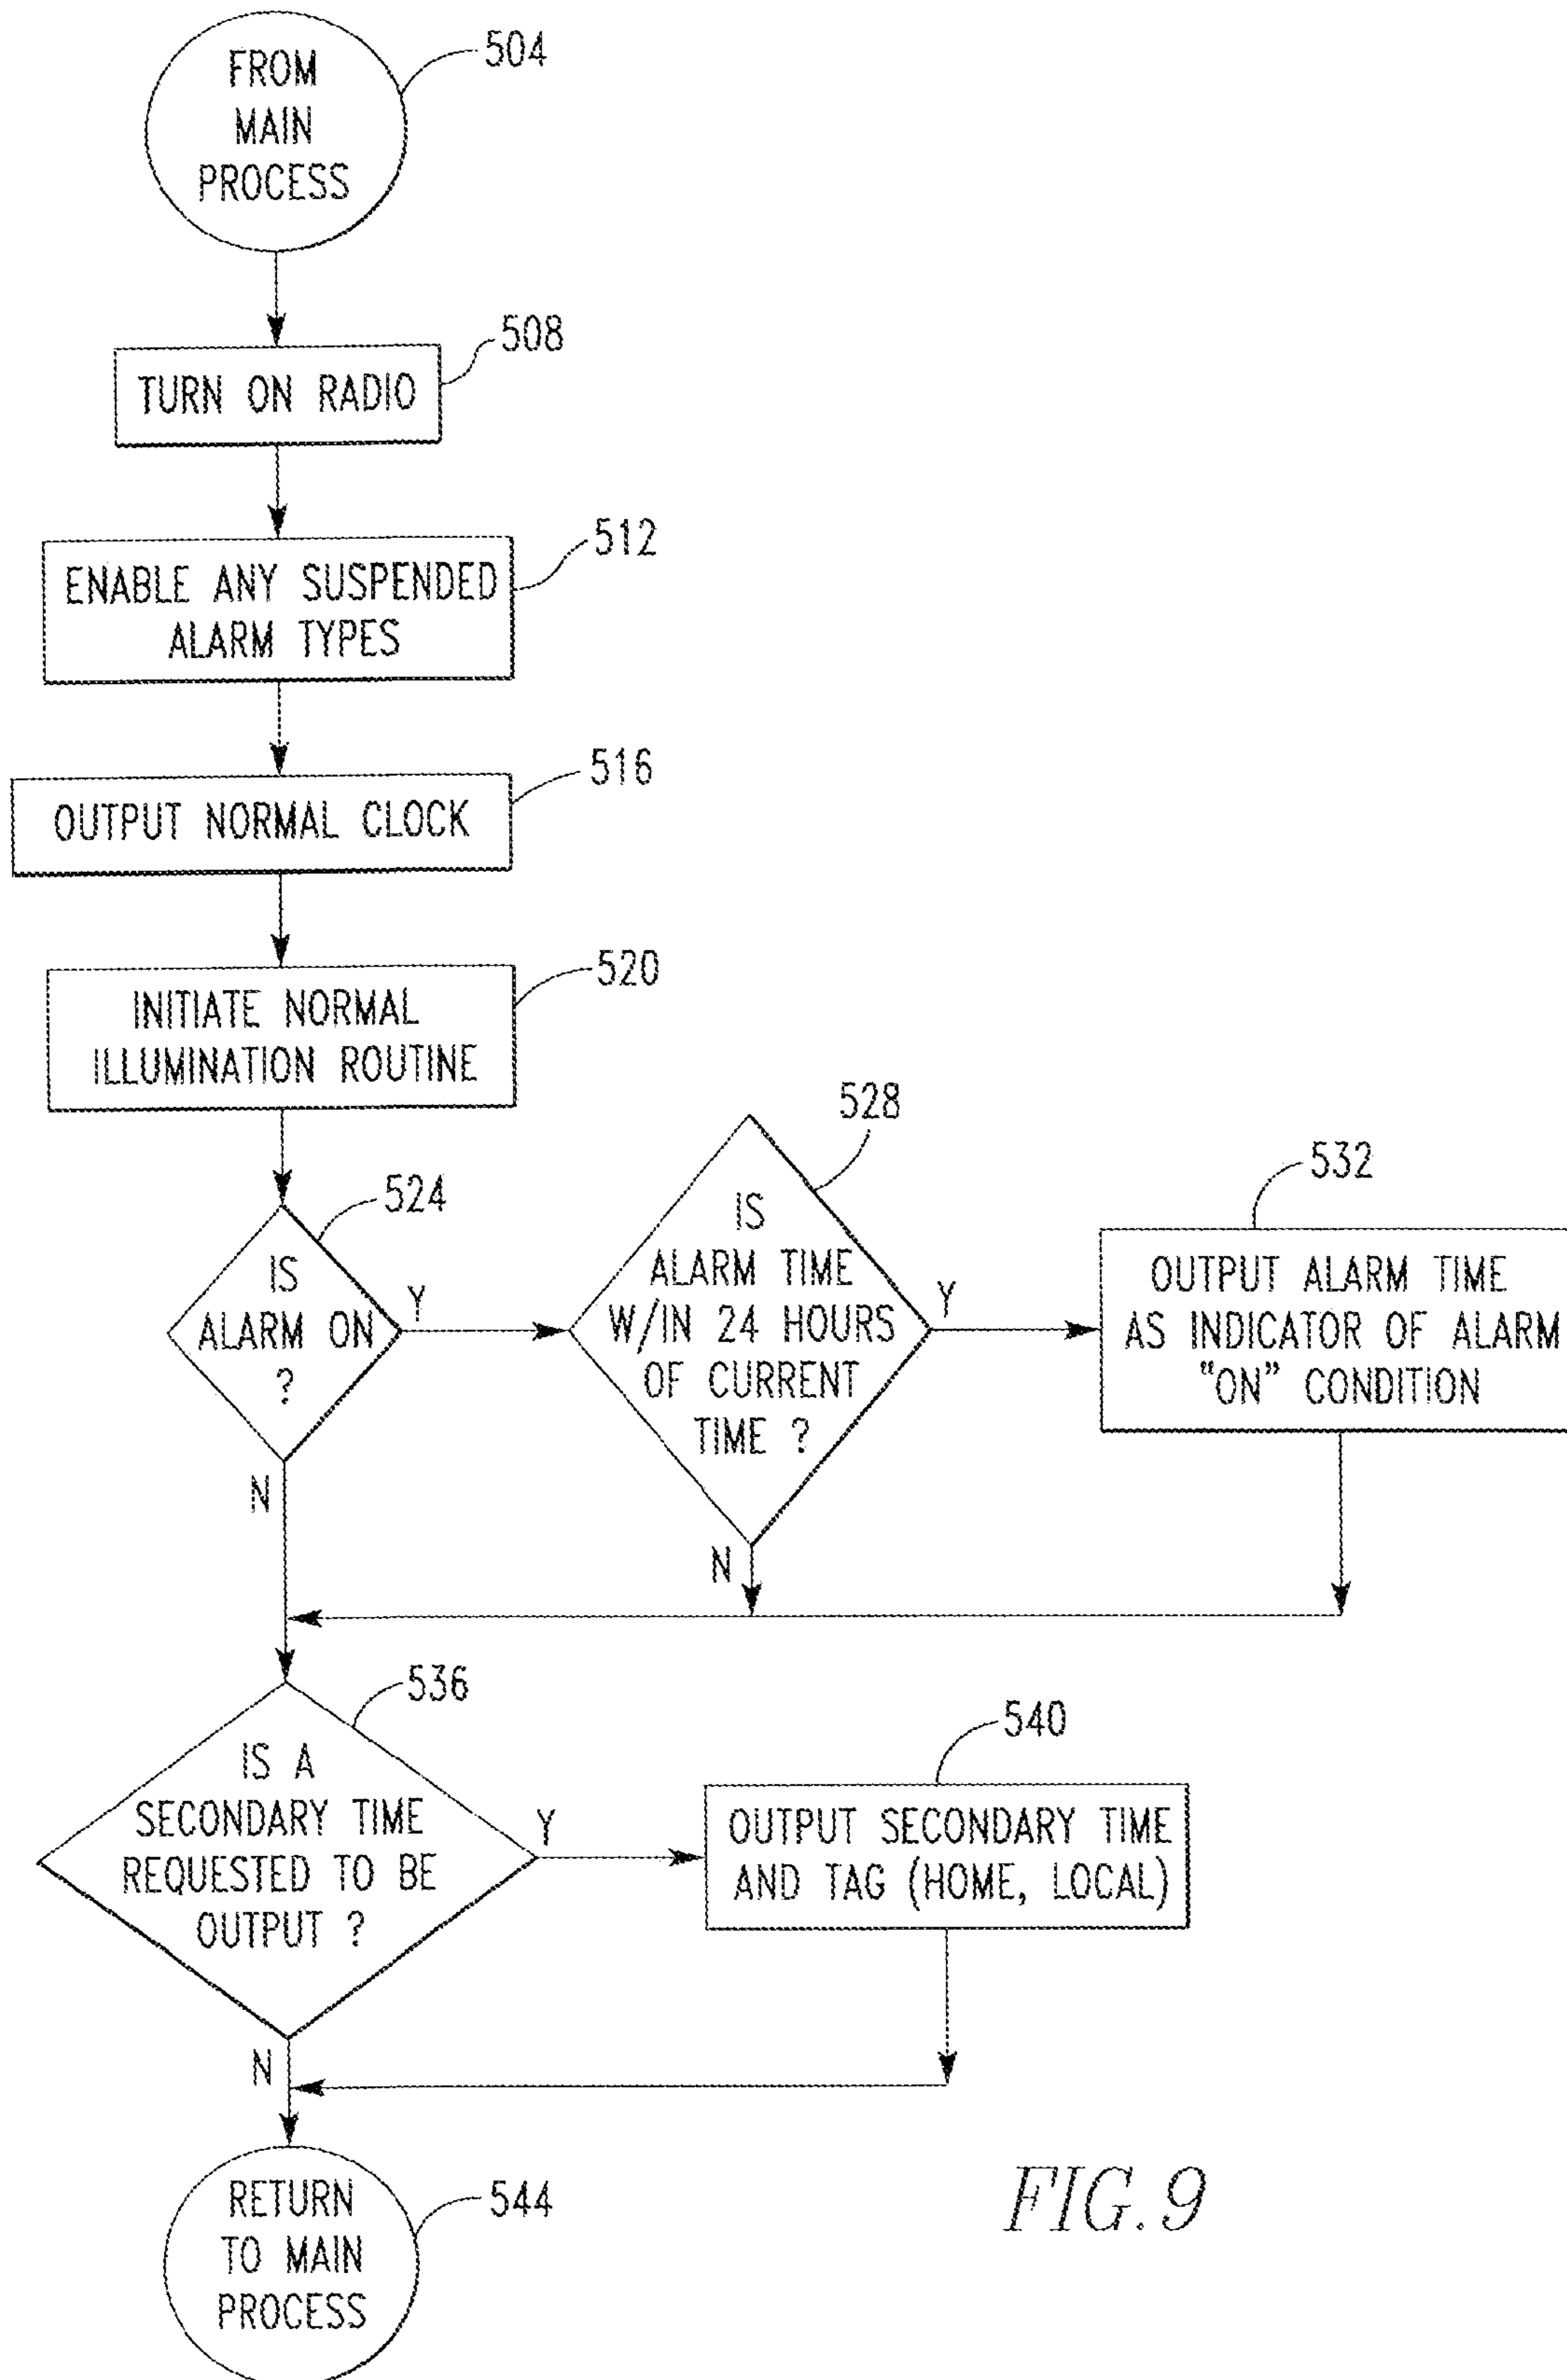 FROM
MAIN
PROCESS
504
TURN ON RADIO
508
ENABLE ANY SUSPENDED
ALARM TYPES
512
OUTPUT NORMAL CLOCK
516
INITIATE NORMAL
ILLUMINATION ROUTINE
520
IS
ALARM ON
?
524
Y
N
IS
ALARM TIME
W/IN 24 HOURS
OF CURRENT
TIME ?
528
Y
N
OUTPUT ALARM TIME
AS INDICATOR OF ALARM
"ON" CONDITION
532
IS A
SECONDARY TIME
REQUESTED TO BE
OUTPUT ?
536
Y
N
OUTPUT SECONDARY TIME
AND TAG (HOME, LOCAL)
540
RETURN
TO MAIN
PROCESS
544
FIG. 9